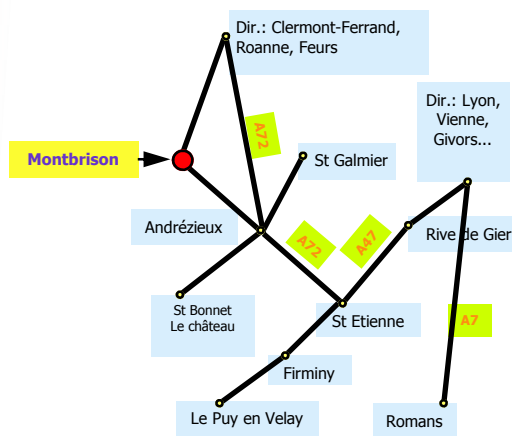 Dir.: Clermont-Ferrand,
Roanne, Feurs
Dir.: Lyon,
Vienne,
Givors...
A72
Montbrison
St Galmier
Andrézieux
A72
A47
Rive de Gier
St Bonnet
Le château
St Etienne
A7
Firminy
Le Puy en Velay
Romans